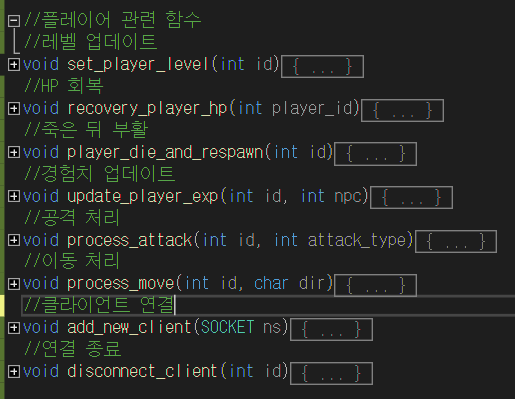 //플레이어 관련 함수
//레벨 업데이트
void set_player_level(int id){ ... }
//HP 회복
void recovery_player_hp(int player_id){ ... }
//죽은 뒤 부활
void player_die_and_respawn(int id){ ... }
//경험치 업데이트
void update_player_exp(int id, int npc){ ... }
//공격 처리
void process_attack(int id, int attack_type){ ... }
//이동 처리
void process_move(int id, char dir){ ... }
//클라이언트 연결
void add_new_client(SOCKET ns){ ... }
//연결 종료
void disconnect_client(int id){ ... }